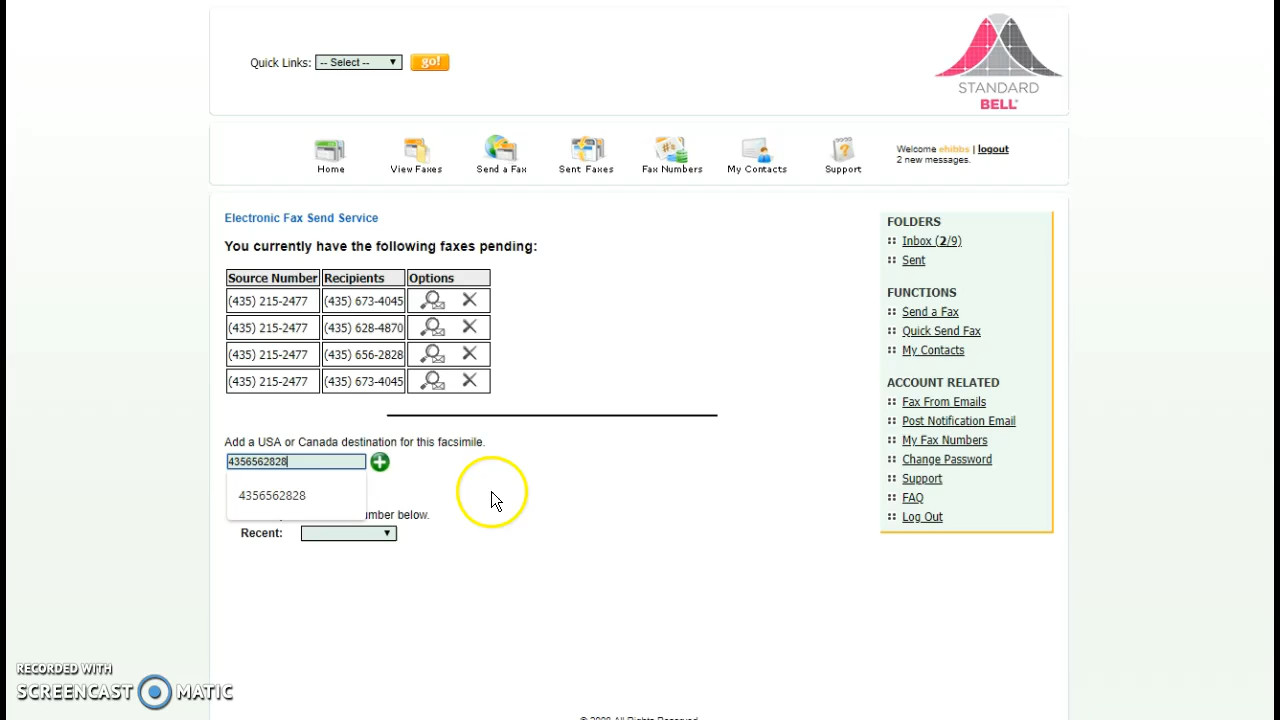 Quick Links: -- Select -- go!
STANDARD
BELL
Home View Faxes Send a Fax Sent Faxes Fax Numbers My Contacts Support
Welcome ehibbs | logout
2 new messages.
Electronic Fax Send Service
You currently have the following faxes pending:
Source Number Recipients Options
(435) 215-2477 (435) 673-4045
(435) 215-2477 (435) 628-4870
(435) 215-2477 (435) 656-2828
(435) 215-2477 (435) 673-4045
Add a USA or Canada destination for this facsimile.
4356562828
4356562828
number below.
Recent:
FOLDERS
Inbox (2/9)
Sent
FUNCTIONS
Send a Fax
Quick Send Fax
My Contacts
ACCOUNT RELATED
Fax From Emails
Post Notification Email
My Fax Numbers
Change Password
Support
FAQ
Log Out
RECORDED WITH
SCREENCAST MATIC